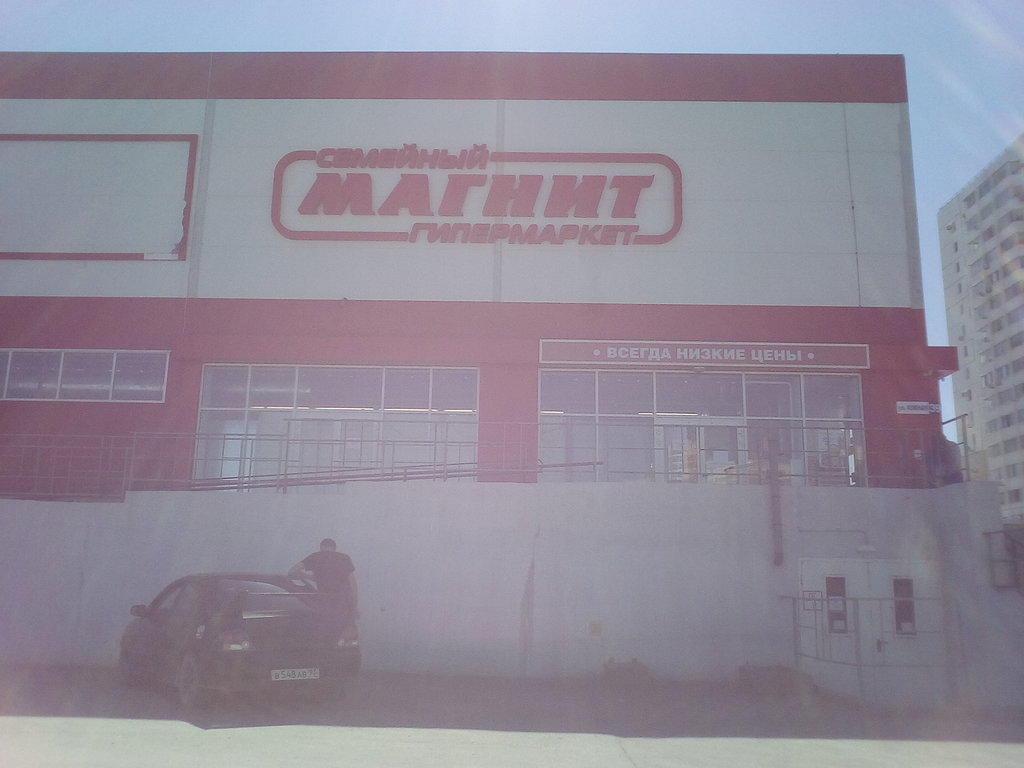 СЕМЕЙНЫЙ
МАГНИТ
ГИПЕРМАРКЕТ
• ВСЕГДА НИЗКИЕ ЦЕНЫ •